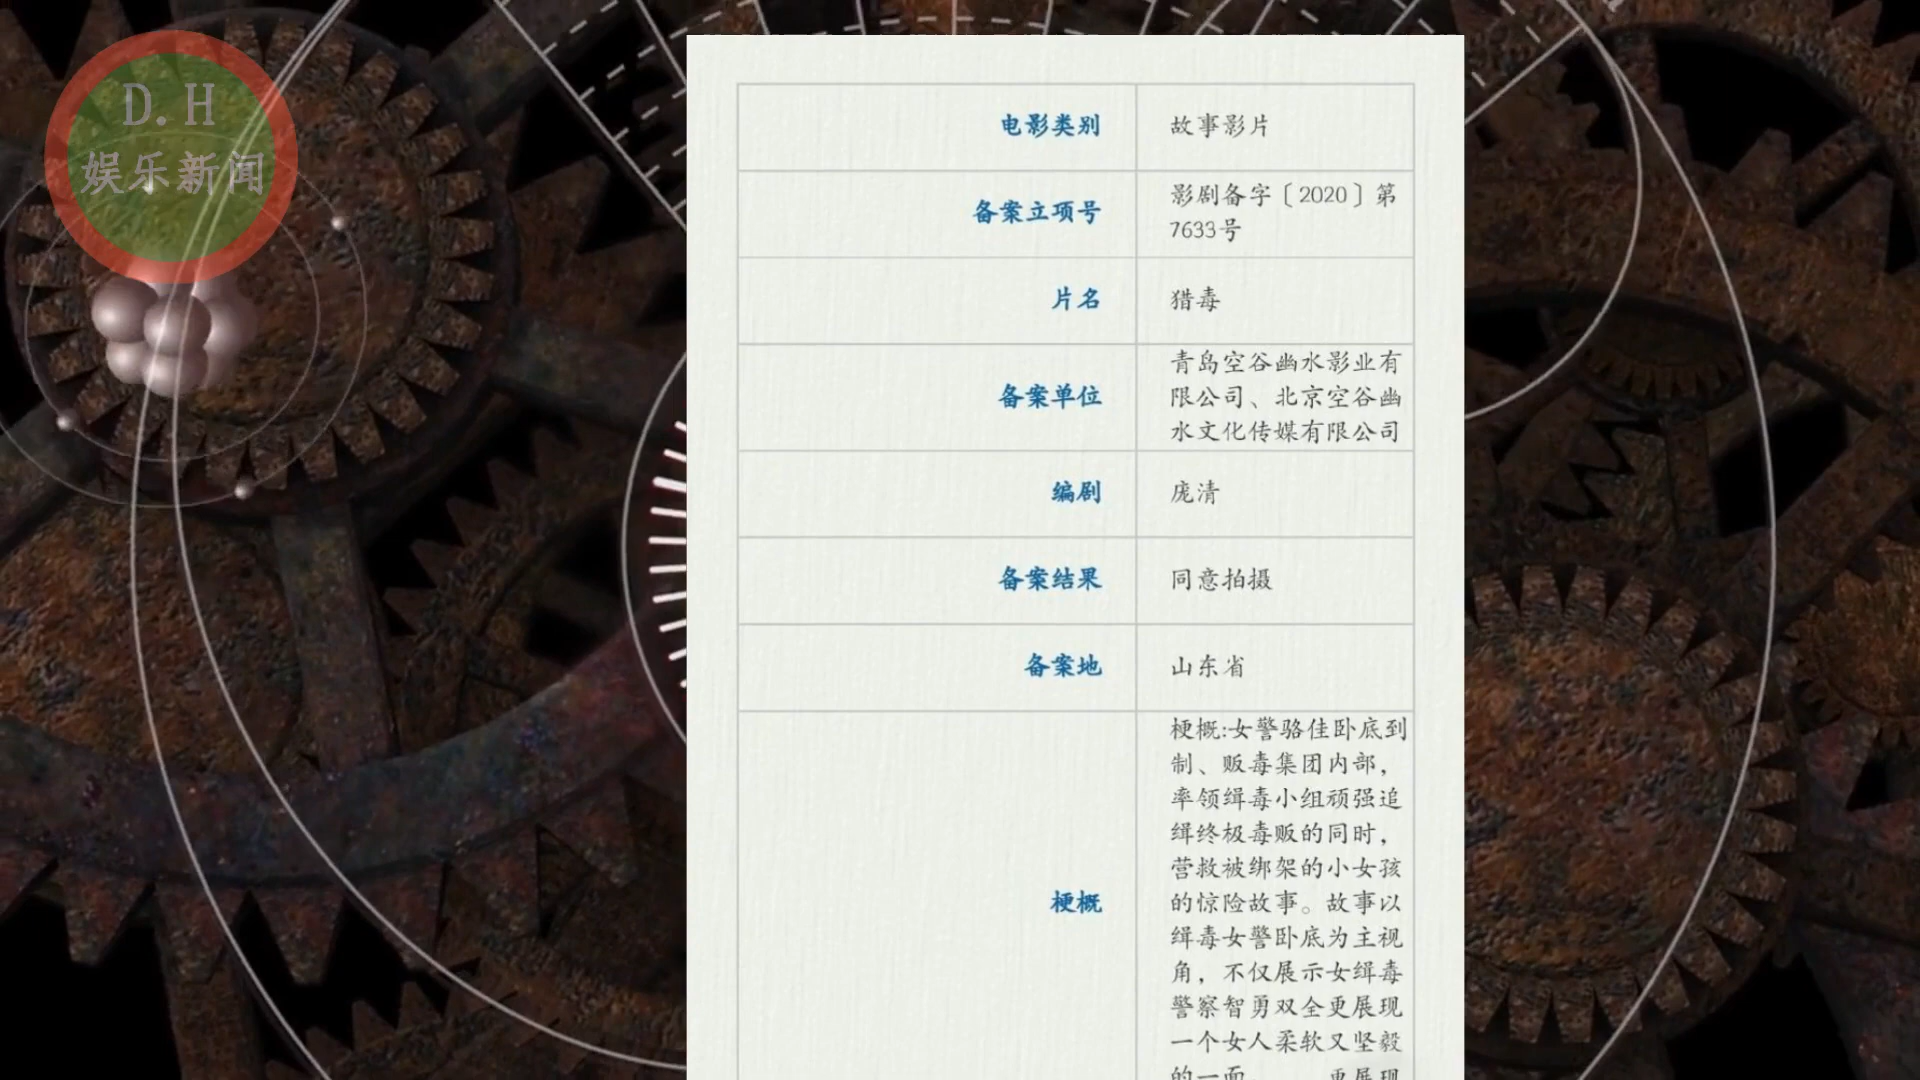 D.H
娱乐新闻
电影类别
故事影片
备案立项号
影剧备字〔2020〕第
7633号
片名
猎毒
备案单位
青岛空谷幽水影业有
限公司、北京空谷幽
水文化传媒有限公司
编剧
庞清
备案结果
同意拍摄
备案地
山东省
梗概
梗概:女警骆佳卧底到
制、贩毒集团内部，
率领缉毒小组顽强追
缉终极毒贩的同时，
营救被绑架的小女孩
的惊险故事。故事以
缉毒女警卧底为主视
角，不仅展示女缉毒
警察智勇双全更展现
一个女人柔软又坚毅
的一面